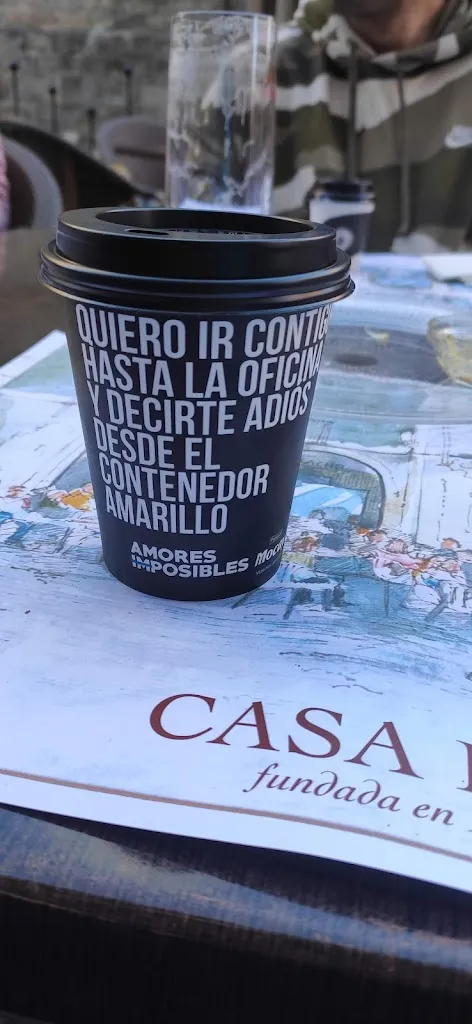 QUIERO IR CONTIG
HASTA LA OFICINA
Y DECIRTE ADIOS
DESDE EL
CONTENEDOR
AMARILLO
AMORES
IMPOSIBLES
CASA
fundada en